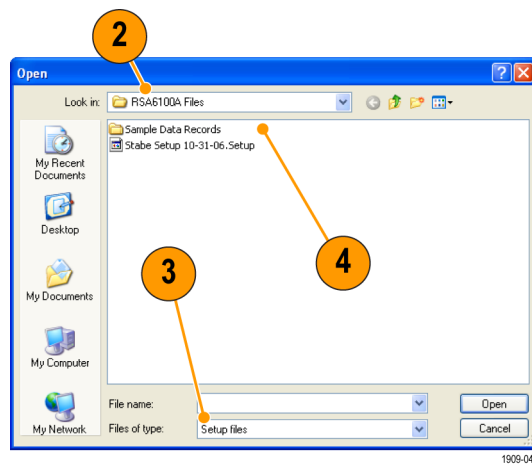 2
Open
Look in:
RSA6100A Files
Sample Data Records
Stabe Setup 10-31-06.Setup
My Recent
Documents
Desktop
My Documents
My Computer
My Network
3
4
File name:
Open
Files of type:
Setup files
Cancel
1909-04